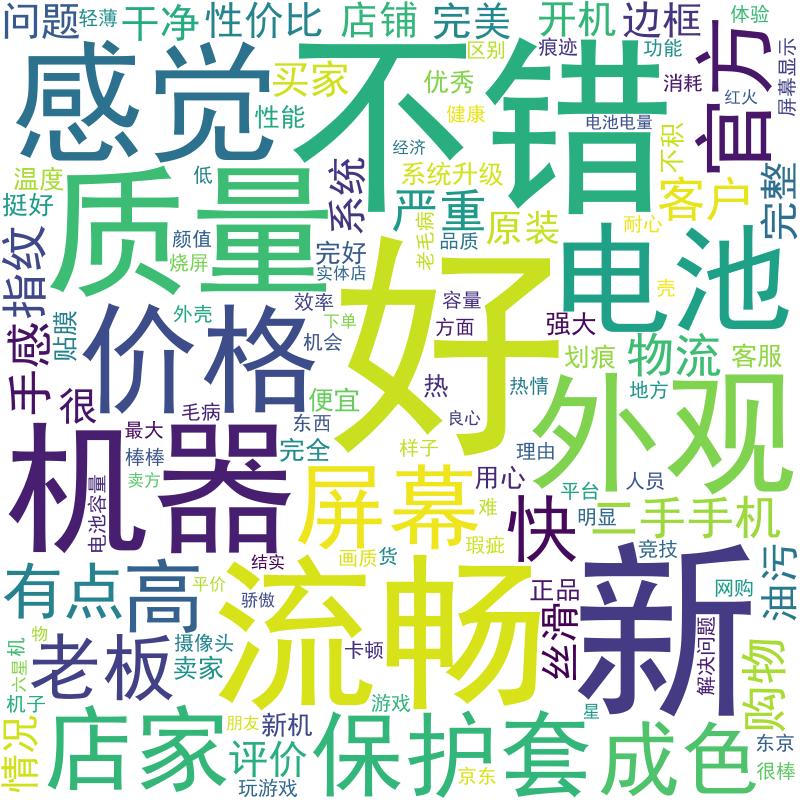 问题
轻薄
干净
性价比
店铺
完美
开机
边框
体验
感觉
不错
官方
买家
区别
优秀
痕迹
功能
消耗
屏幕显示
性能
健康
红火
电池电量
经济
不积
温度
低
系统
系统升级
客户
完整
挺好
质量
严重
原装
耐心
指纹
颜值
完好
老毛病
品质
电池
烧屏
实体店
好
壳
价格
效率
容量
外壳
下单
方面
强大
贴膜
手感
机会
划痕
物流
客服
热
热情
地方
很
毛病
便宜
良心
外观
机器
最大
东西
棒棒
完全
样子
理由
卖方
屏幕
用心
人员
电池容量
难
平台
快
明显
二手手机
结实
画质
货
瑕疵
竞技
有点
高
平价
流畅
正品
新
网购
油污
骄傲
丝滑
物
老板
摄像头
卡顿
解决问题
购物
六星机
卖家
机子
游戏
星
情况
店家
朋友
新机
保护套
成色
评价
东京
玩游戏
京东
很棒